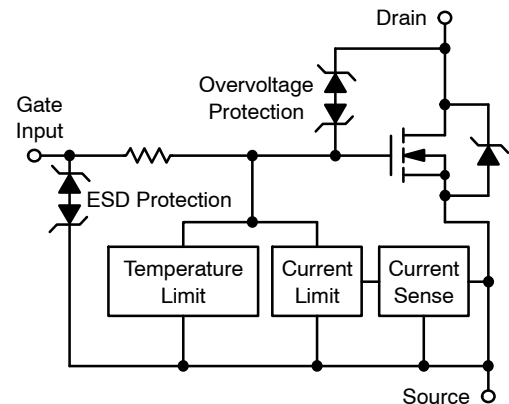 Drain
Overvoltage
Protection
Gate
Input
ESD Protection
Temperature
Limit
Current
Limit
Current
Sense
Source